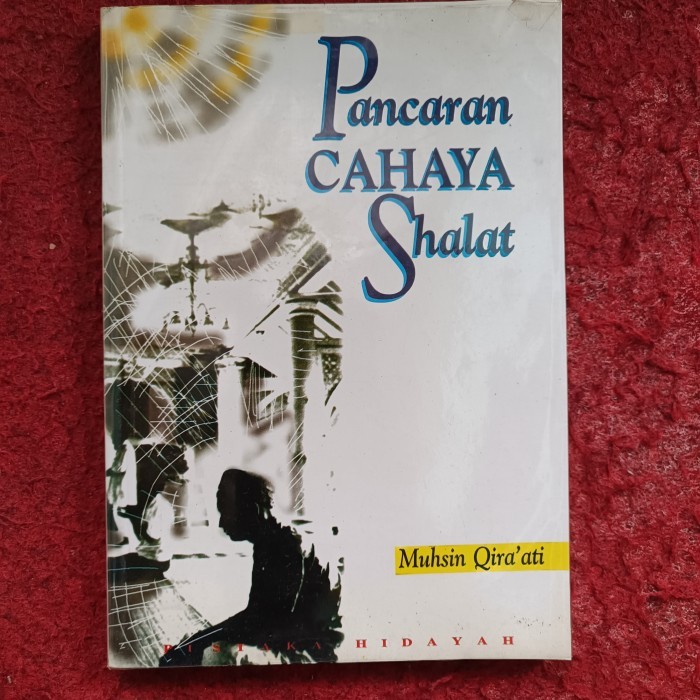 Pancaran
CAHAYA
Shalat
Muhsin Qira'ati
PUSTAKA HIDAYAH